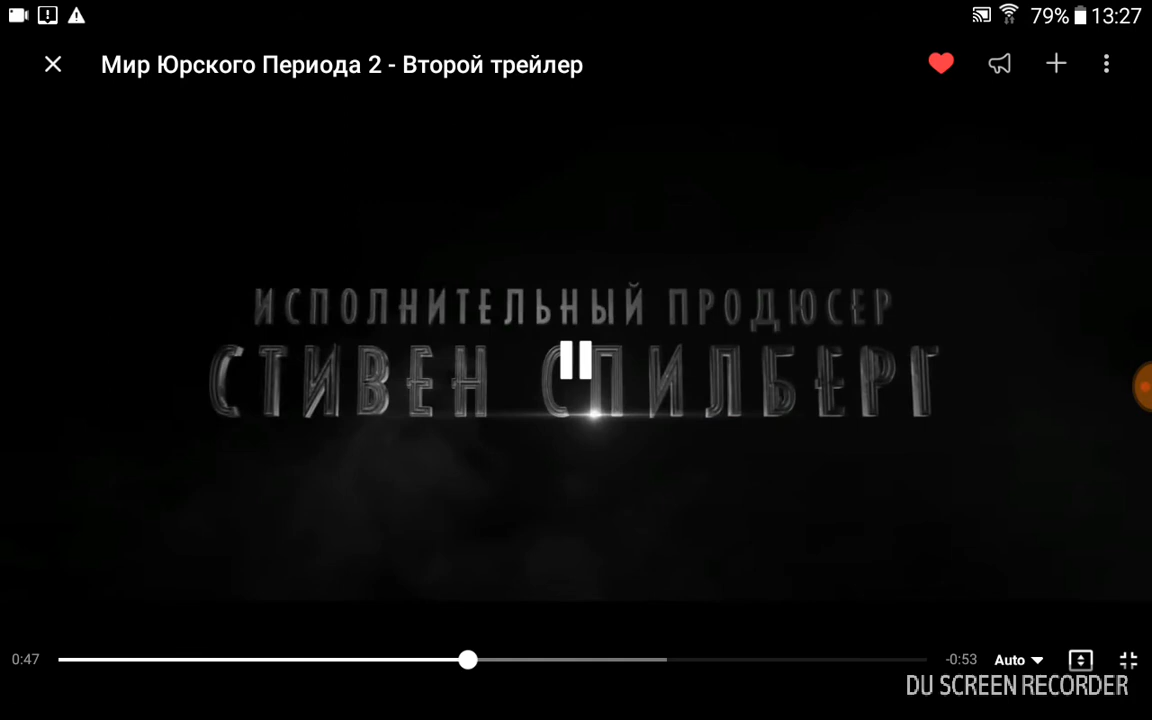 79% 13:27
Мир Юрского Периода 2 - Второй трейлер
ИСПОЛНИТЕЛЬНЫЙ ПРОДЮСЕР
СТИВЕН СПИЛБЕРГ
0:47 -0:53 Auto
DU SCREEN RECORDER